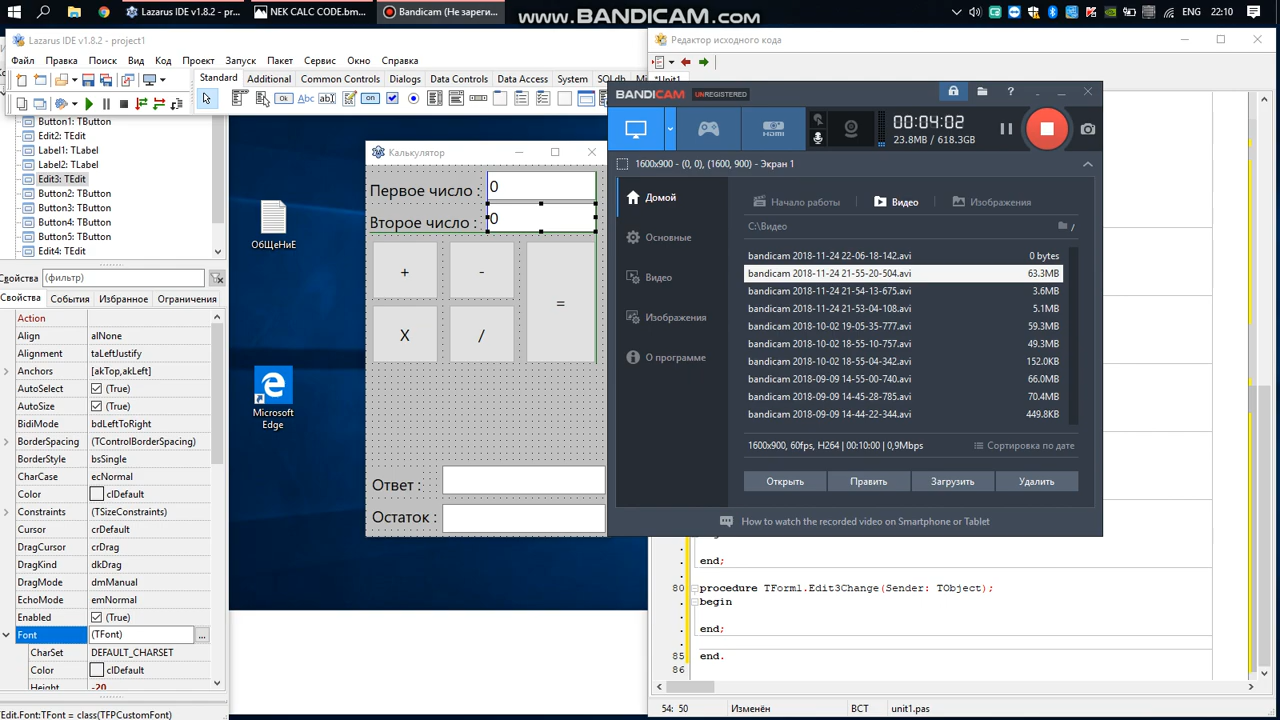 Lazarus IDE v1.8.2 - pr...
NEK CALC CODE.bm...
Bandicam (Не зареги...
www.BANDICAM.com
ENG
22:10
Lazarus IDE v1.8.2 - project1
Файл Правка Поиск Вид Код Проект Запуск Пакет Сервис Окно Справка
Standard Additional Common Controls Dialogs Data Controls Data Access System
Ok Abc abI on
Button1: TButton
Edit2: TEdit
Label1: TLabel
Label2: TLabel
Edit3: TEdit
Button2: TButton
Button3: TButton
Button4: TButton
Button5: TButton
Edit4: TEdit
Свойства (фильтр)
Свойства События Избранное Ограничения
Action
Align alNone
Alignment taLeftJustify
Anchors [akTop,akLeft]
AutoSelect (True)
AutoSize (True)
BidiMode bdLeftToRight
BorderSpacing (TControlBorderSpacing)
BorderStyle bsSingle
CharCase ecNormal
Color clDefault
Constraints (TSizeConstraints)
Cursor crDefault
DragCursor crDrag
DragKind dkDrag
DragMode dmManual
EchoMode emNormal
Enabled (True)
Font (TFont) ...
CharSet DEFAULT_CHARSET
Color clDefault
Height -20
TEdit.Font:TFont = class(TFPCustomFont)
ОбЩеНиЕ
Microsoft
Edge
Калькулятор
Первое число : 0
Второе число : 0
+ - =
X /
Ответ :
Остаток :
Редактор исходного кода
*Unit1
BANDICAM UNREGISTERED
HDMI
00:04:02
23.8MB / 618.3GB
1600x900 - (0, 0), (1600, 900) - Экран 1
Домой
Основные
Видео
Изображения
О программе
Начало работы Видео Изображения
C:\Видео
bandicam 2018-11-24 22-06-18-142.avi 0 bytes
bandicam 2018-11-24 21-55-20-504.avi 63.3MB
bandicam 2018-11-24 21-54-13-675.avi 3.6MB
bandicam 2018-11-24 21-53-04-108.avi 5.1MB
bandicam 2018-10-02 19-05-35-777.avi 59.3MB
bandicam 2018-10-02 18-55-10-757.avi 49.3MB
bandicam 2018-10-02 18-55-04-342.avi 152.0KB
bandicam 2018-09-09 14-55-00-740.avi 66.0MB
bandicam 2018-09-09 14-45-28-785.avi 70.4MB
bandicam 2018-09-09 14-44-22-344.avi 449.8KB
1600x900, 60fps, H264 | 00:10:00 | 0,9Mbps Сортировка по дате
Открыть Править Загрузить Удалить
How to watch the recorded video on Smartphone or Tablet
end;
80 procedure TForm1.Edit3Change(Sender: TObject);
begin
end;
85 end.
86
54: 50 Изменён ВСТ unit1.pas